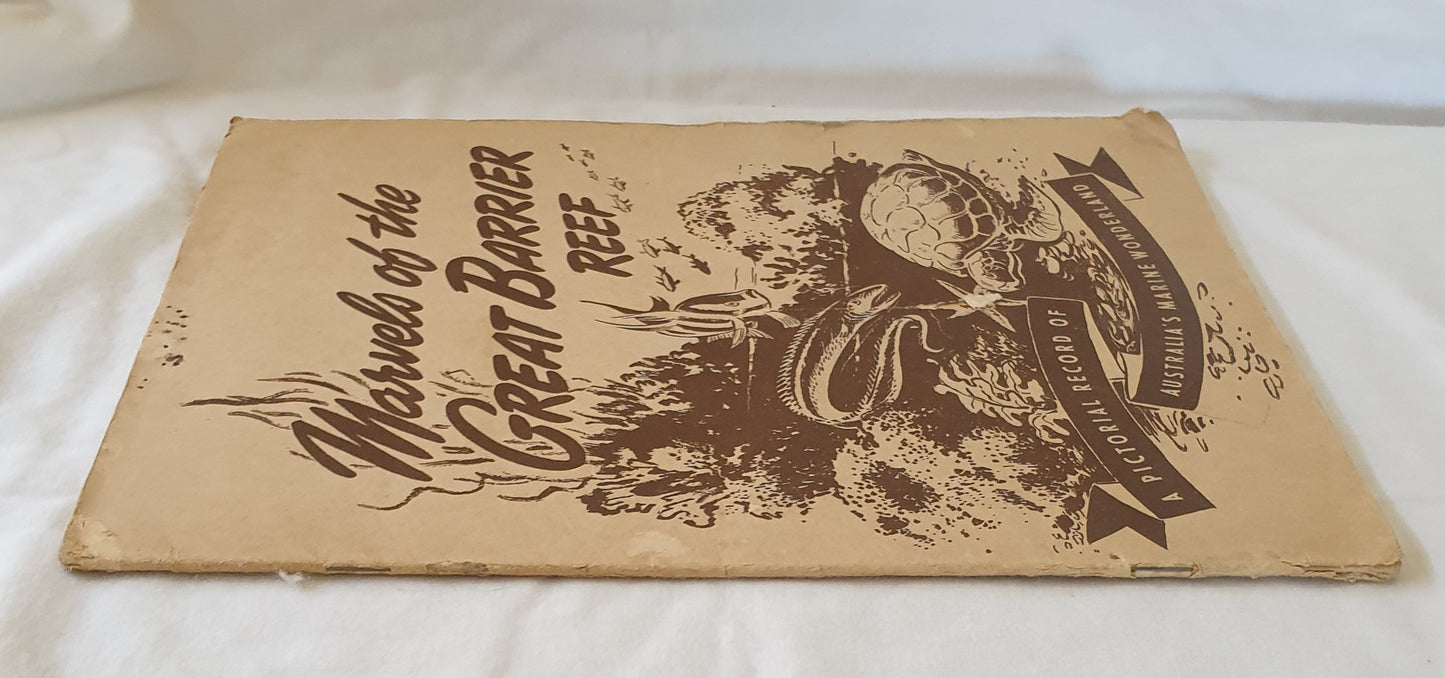 Marvels of the
GREAT BARRIER
REEF
A PICTORIAL RECORD OF
AUSTRALIA'S MARINE WONDERLAND